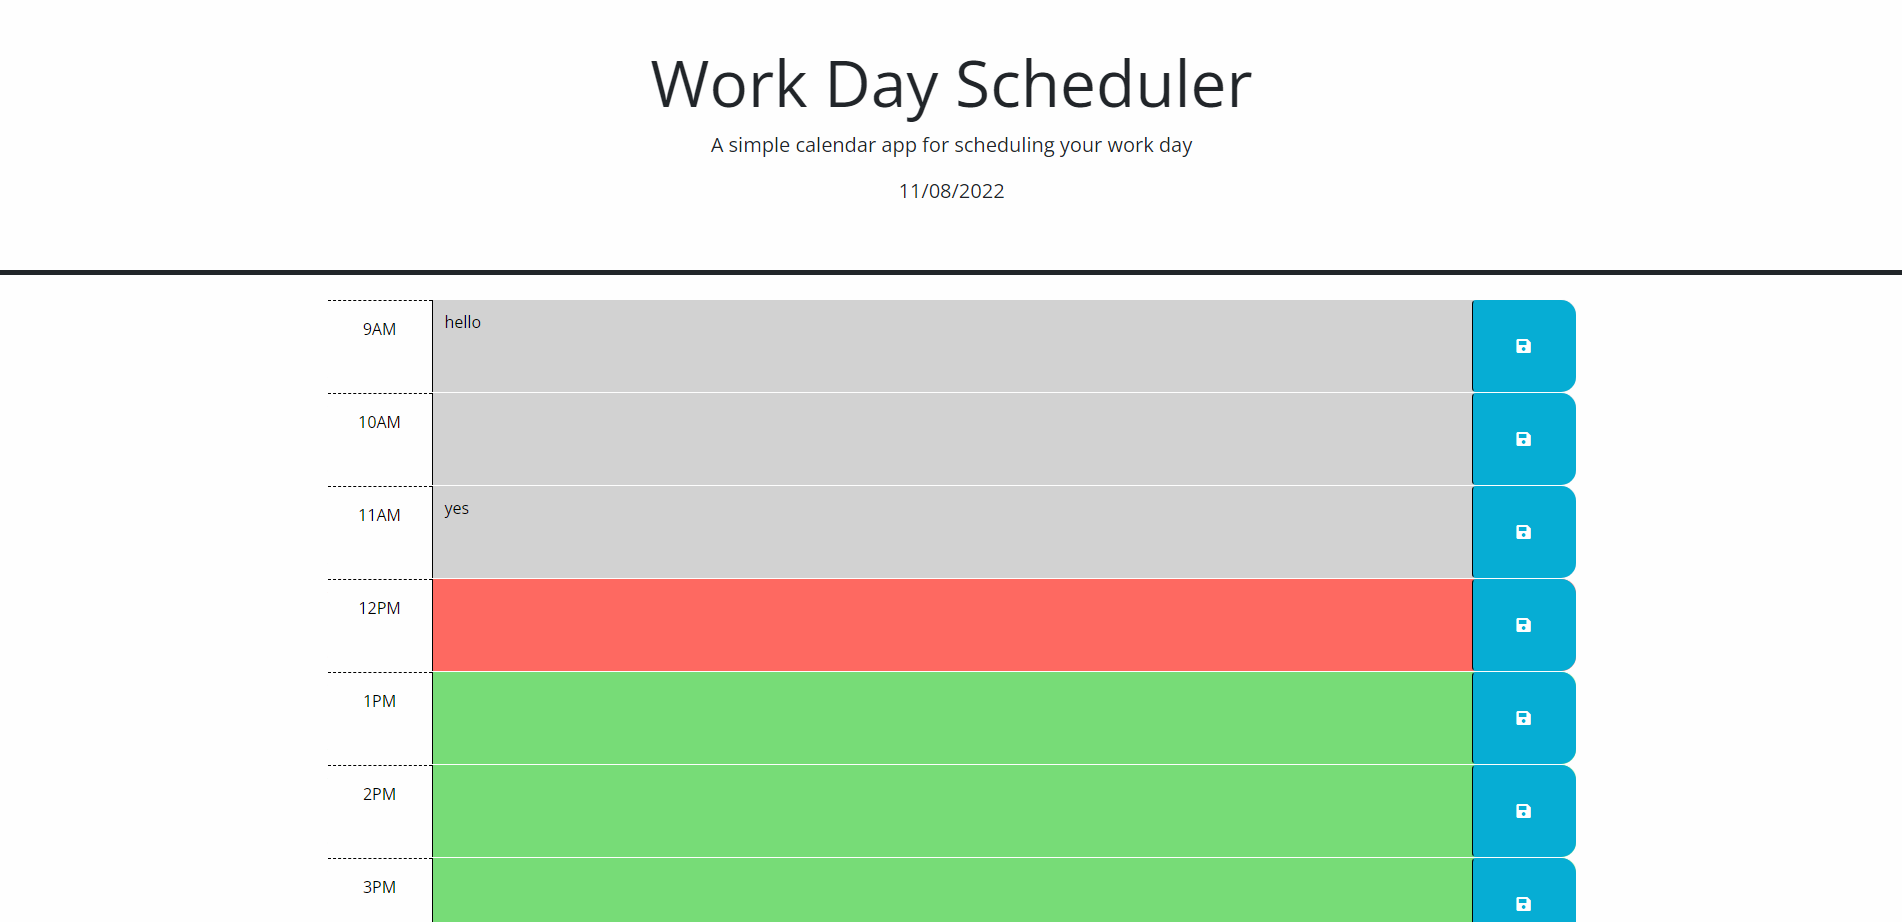 Work Day Scheduler
A simple calendar app for scheduling your work day
11/08/2022
9AM
hello
10AM
11AM
yes
12PM
1PM
2PM
3PM